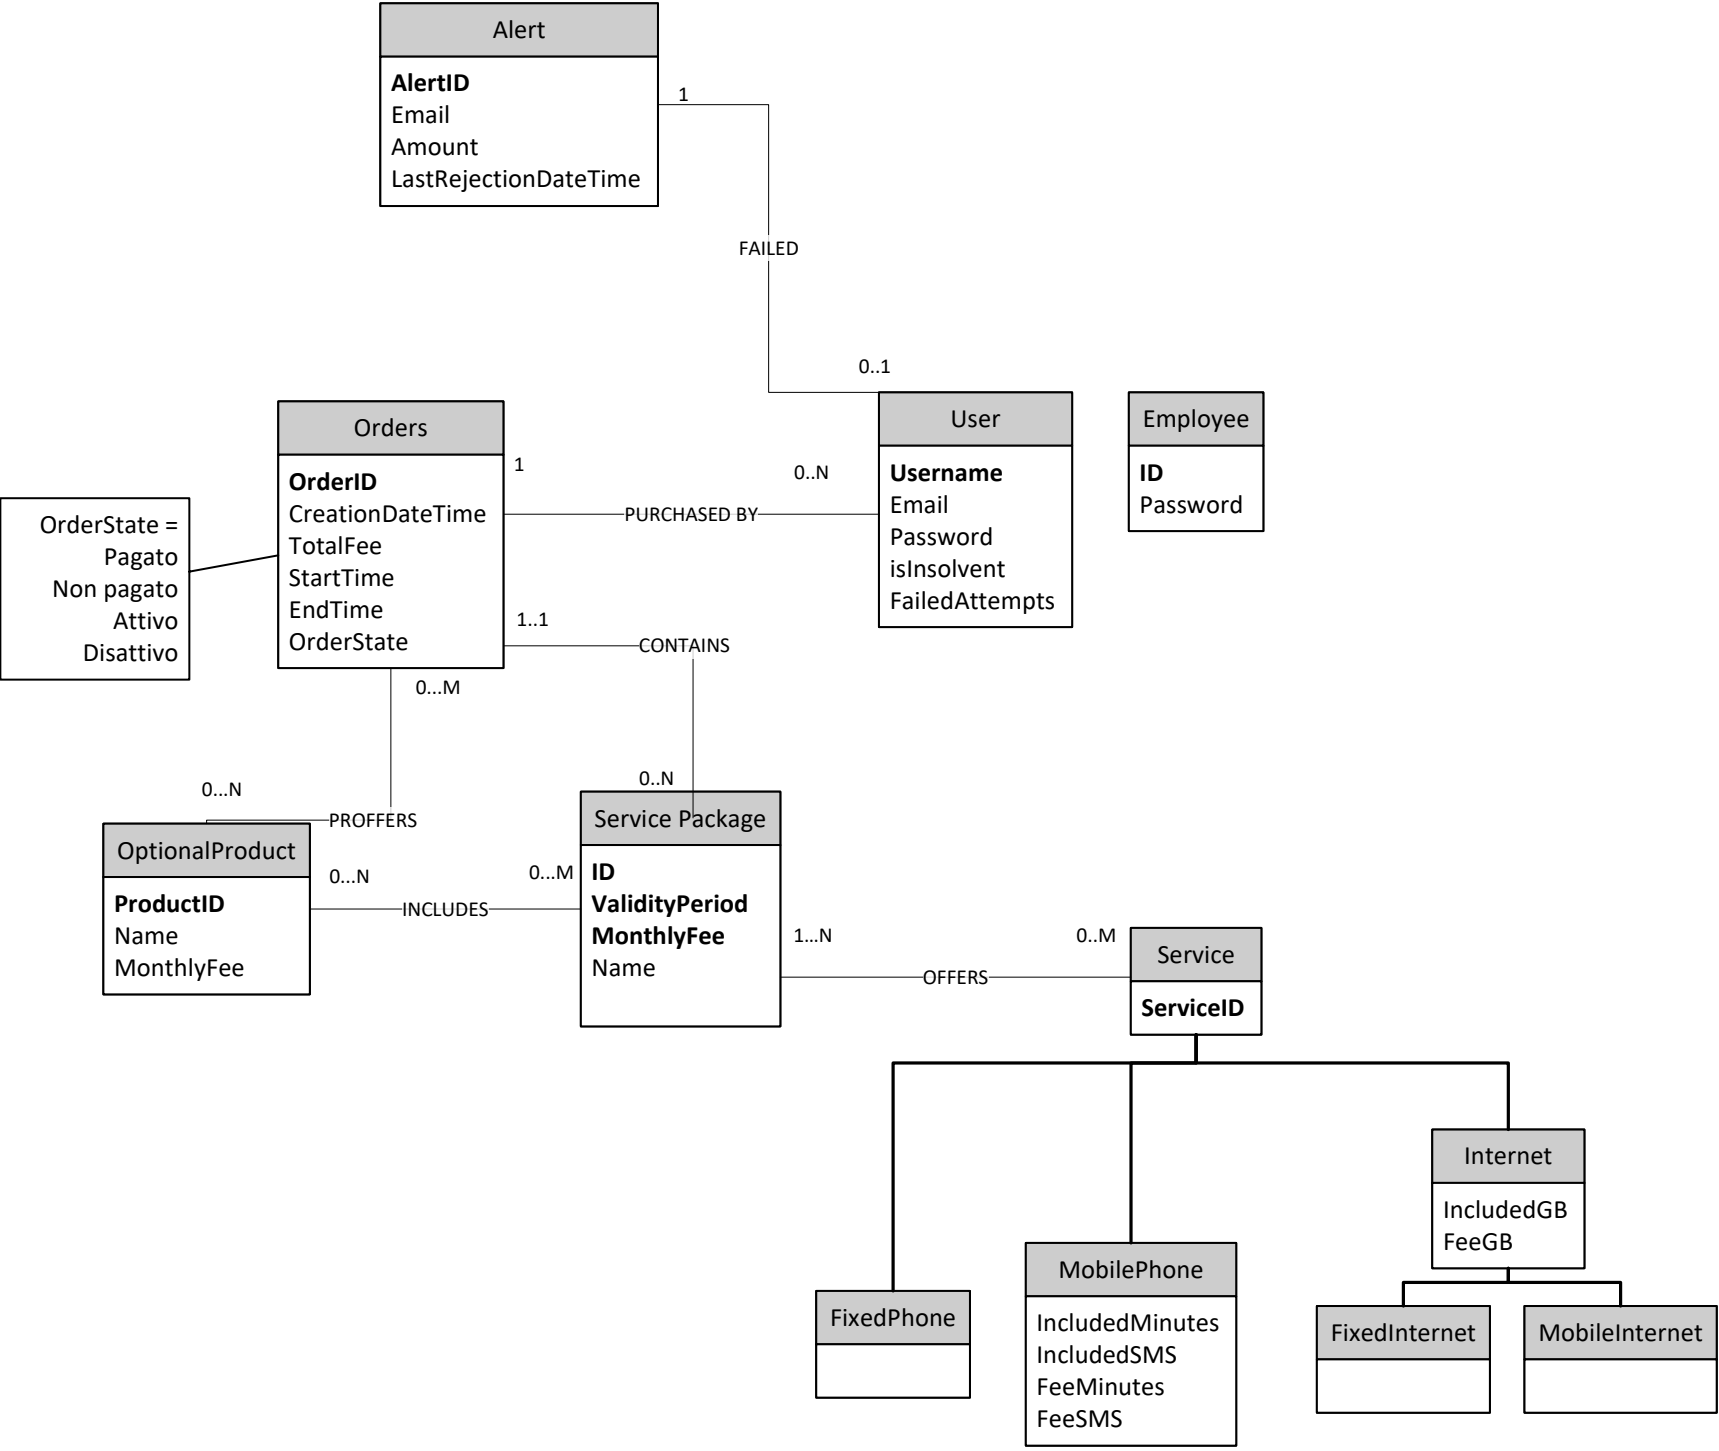 Alert
AlertID
Email
Amount
LastRejectionDateTime
1
FAILED
0..1
User
Username
Email
Password
isInsolvent
FailedAttempts
Employee
ID
Password
Orders
OrderID
CreationDateTime
TotalFee
StartTime
EndTime
OrderState
OrderState =
Pagato
Non pagato
Attivo
Disattivo
1
0..N
PURCHASED BY
1..1
CONTAINS
0..N
0...M
0...N
PROFFERS
OptionalProduct
ProductID
Name
MonthlyFee
0...N
0...M
INCLUDES
Service Package
ID
ValidityPeriod
MonthlyFee
Name
1...N
0..M
OFFERS
Service
ServiceID
Internet
IncludedGB
FeeGB
MobilePhone
IncludedMinutes
IncludedSMS
FeeMinutes
FeeSMS
FixedPhone
FixedInternet
MobileInternet